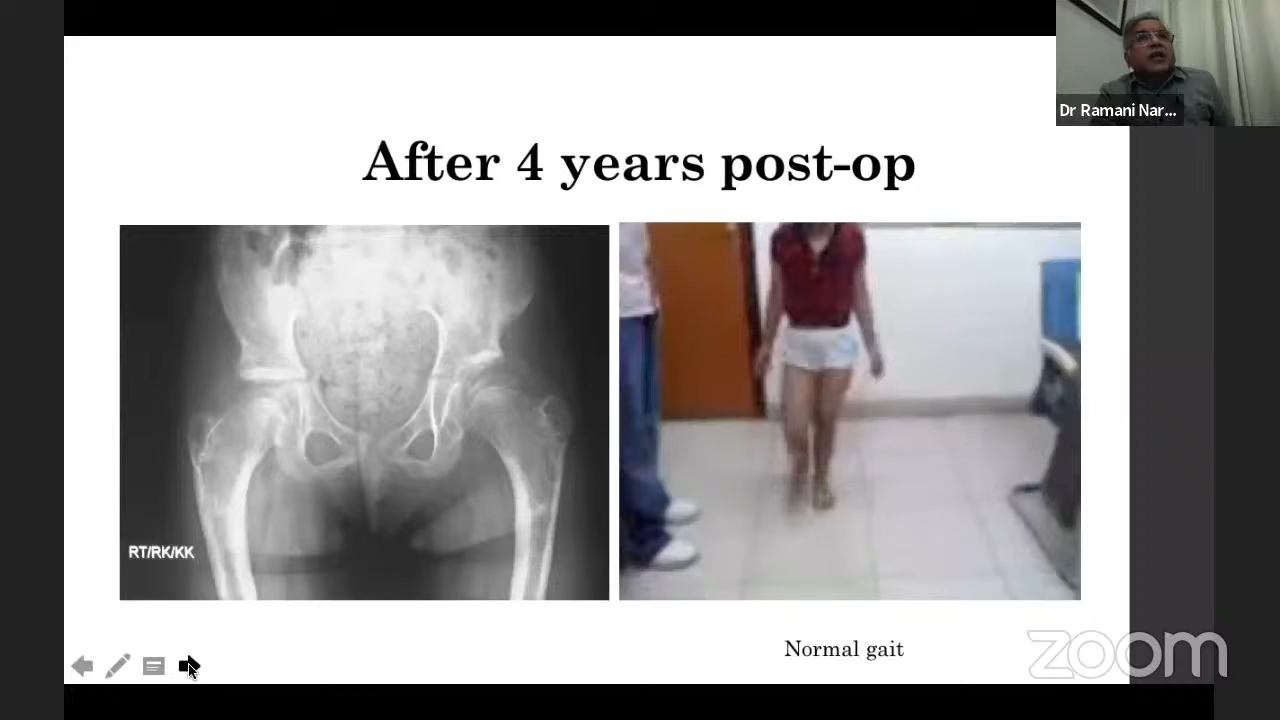 Dr Ramani Nar...
After 4 years post-op
RT/RK/KK
Normal gait
zoom